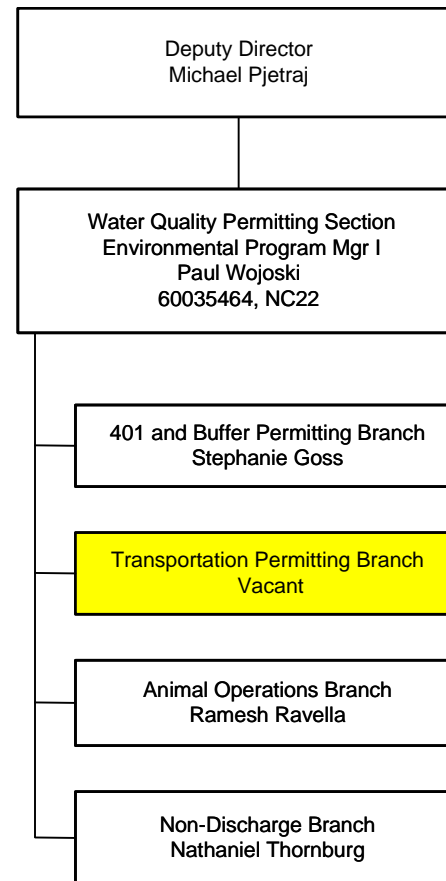 Deputy Director
Michael Pjetraj
Water Quality Permitting Section
Environmental Program Mgr I
Paul Wojoski
60035464, NC22
401 and Buffer Permitting Branch
Stephanie Goss
Transportation Permitting Branch
Vacant
Animal Operations Branch
Ramesh Ravella
Non-Discharge Branch
Nathaniel Thornburg